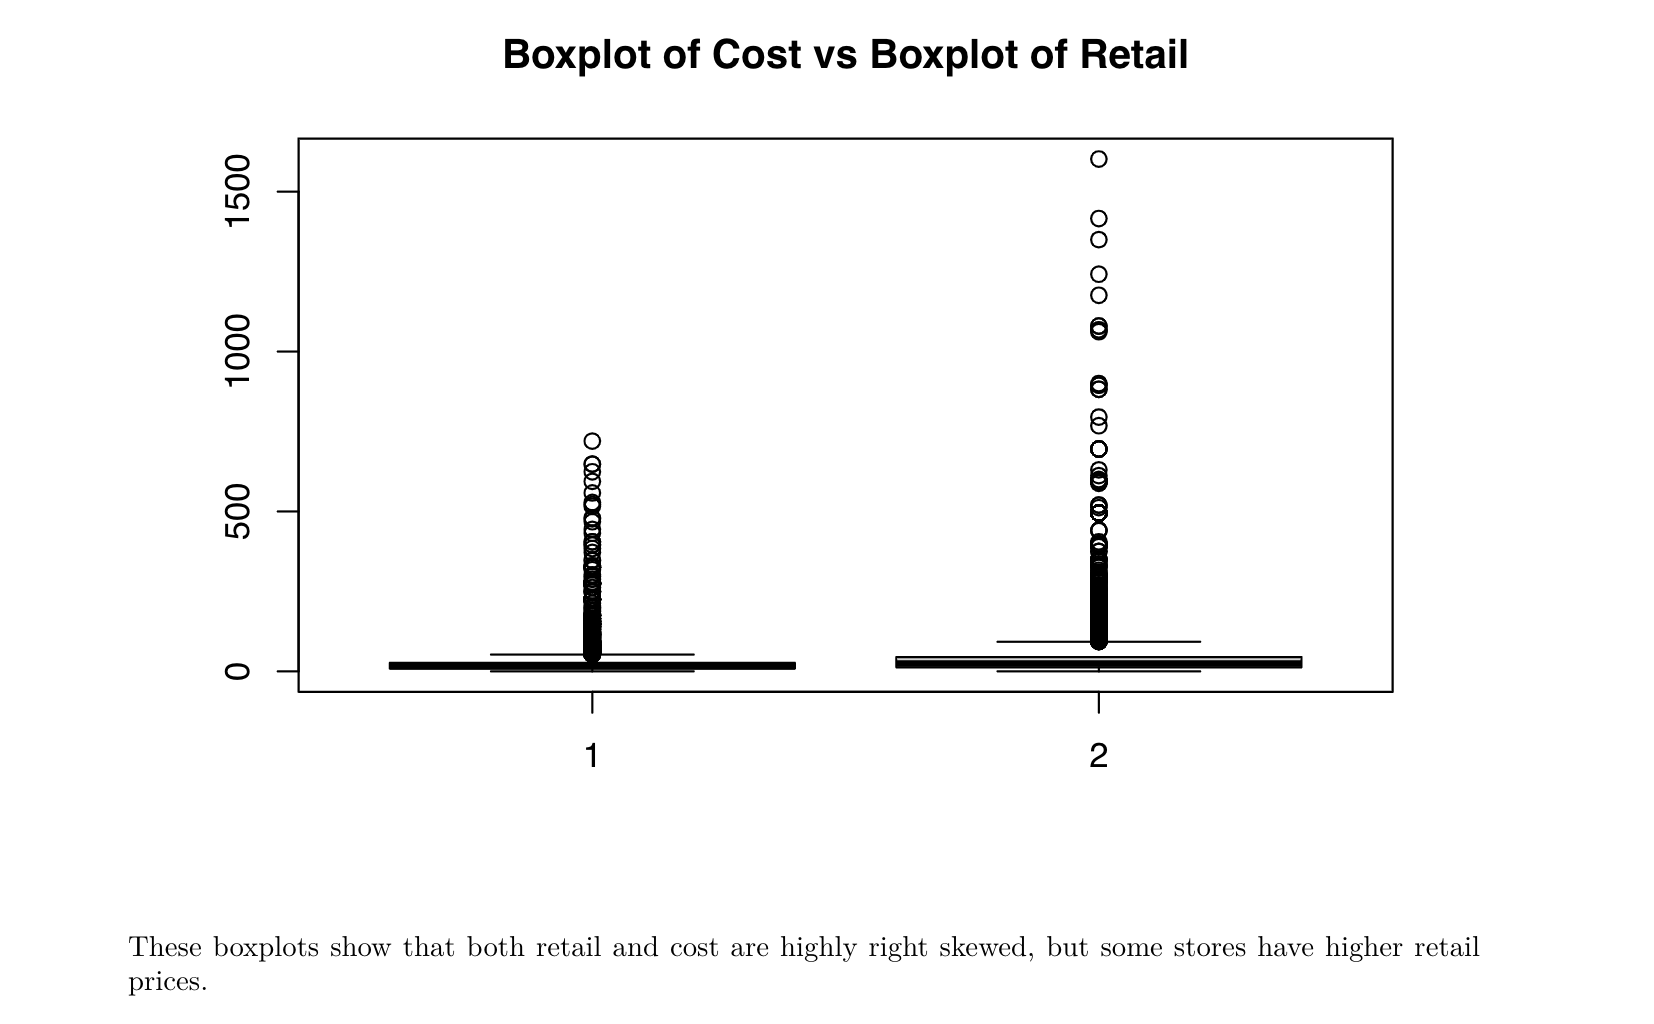 Boxplot of Cost vs Boxplot of Retail
1500
1000
500
0
1
2
These boxplots show that both retail and cost are highly right skewed, but some stores have higher retail
prices.